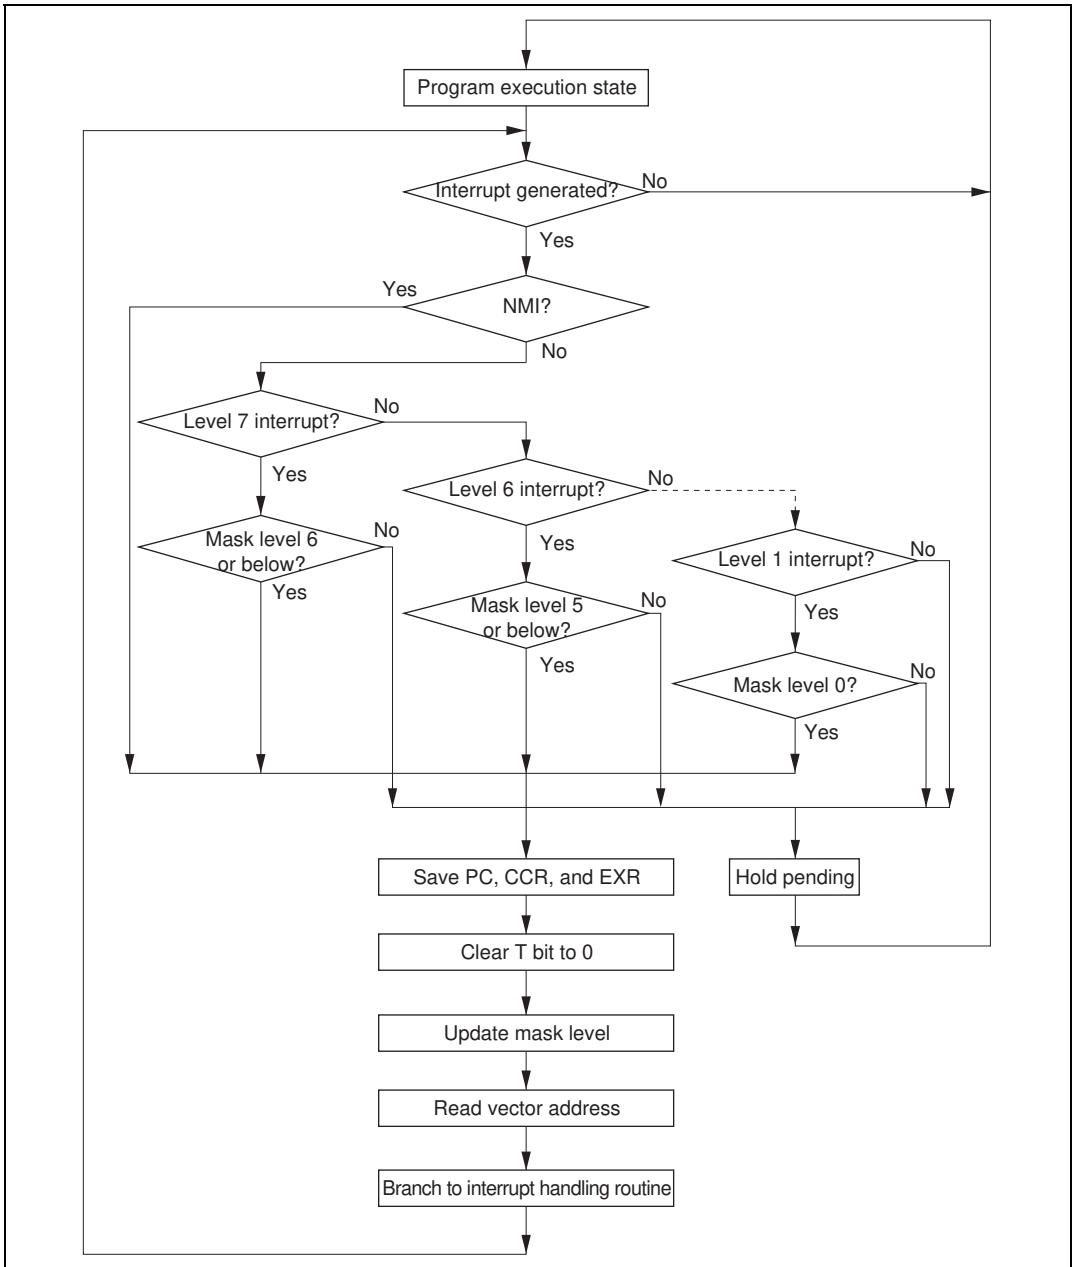 Program execution state
Interrupt generated?
No
Yes
Yes
NMI?
No
Level 7 interrupt?
No
Yes
Level 6 interrupt?
No
Mask level 6
or below?
No
Yes
Yes
Level 1 interrupt?
No
Mask level 5
or below?
No
Yes
Yes
Mask level 0?
No
Yes
Save PC, CCR, and EXR
Hold pending
Clear T bit to 0
Update mask level
Read vector address
Branch to interrupt handling routine